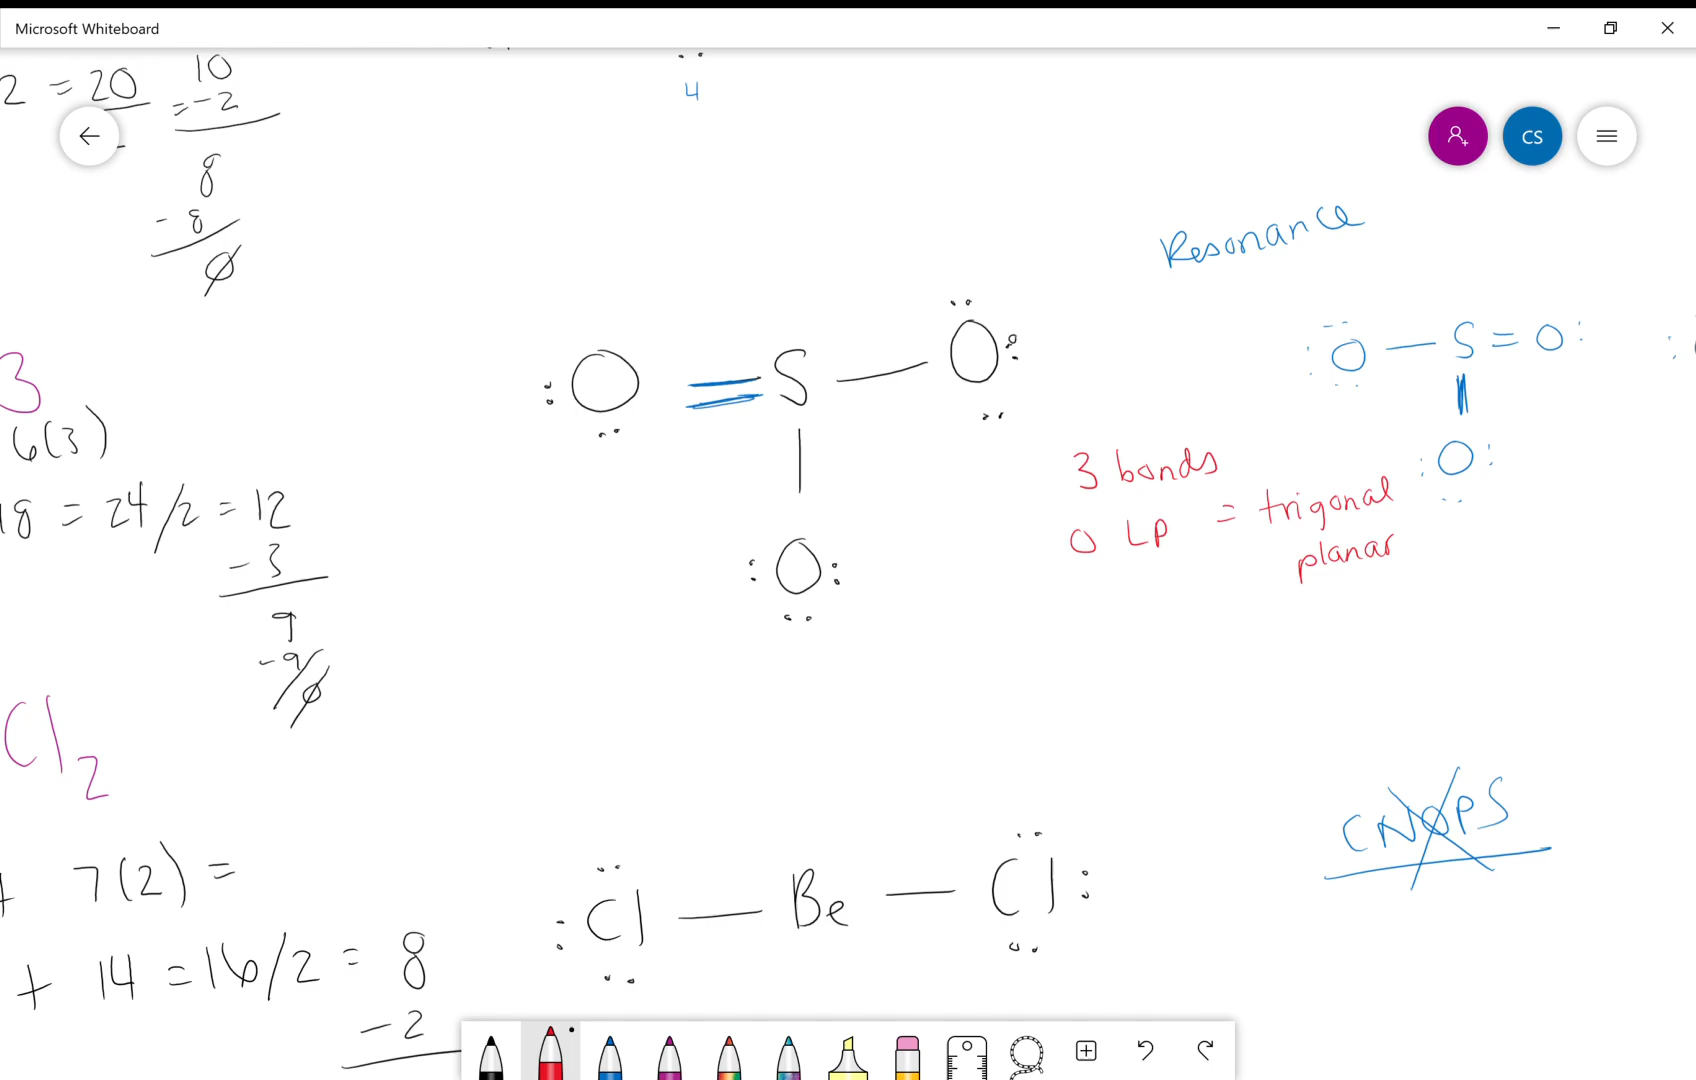 Microsoft Whiteboard
2 = 20
10
= -2
8
- 8
0
4
CS
Resonance
3
6(3)
18 = 24/2 = 12
- 3
9
- 9
0
O = S — O
O
O — S = O
O
3 bonds
0 LP = trigonal
planar
Cl2
+ 7(2) =
+ 14 = 16/2 = 8
- 2
Cl — Be — Cl
CNOPS